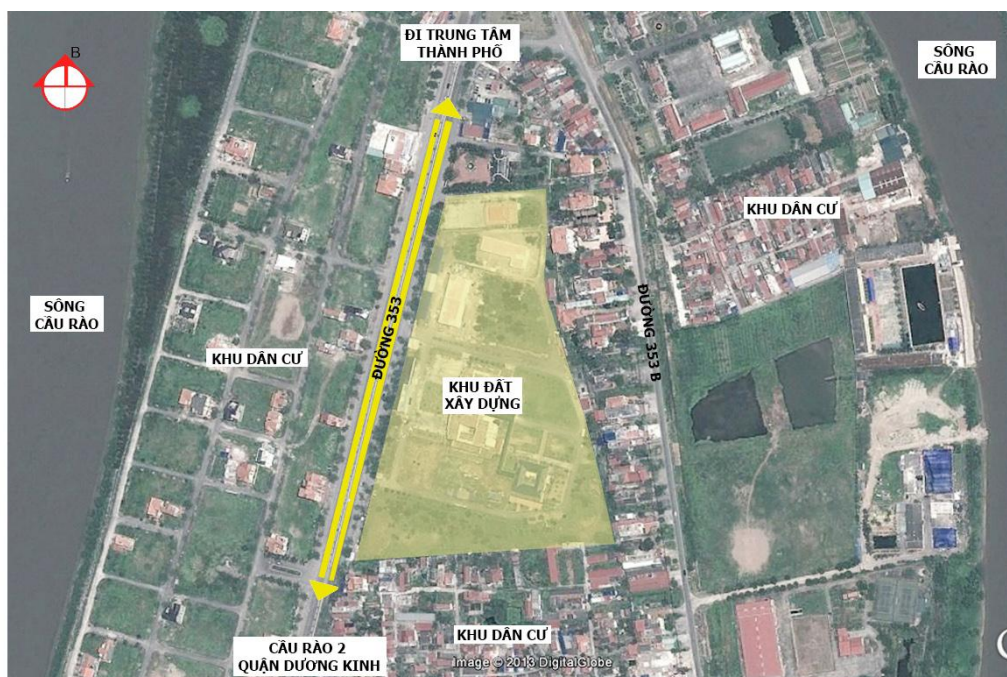 B
ĐI TRUNG TÂM
THÀNH PHỐ
SÔNG
CẦU RÀO
KHU DÂN CƯ
SÔNG
CẦU RÀO
ĐƯỜNG 353
ĐƯỜNG 353 B
KHU DÂN CƯ
KHU ĐẤT
XÂY DỰNG
CẦU RÀO 2
QUẬN DƯƠNG KINH
KHU DÂN CƯ
Image © 2013 DigitalGlobe